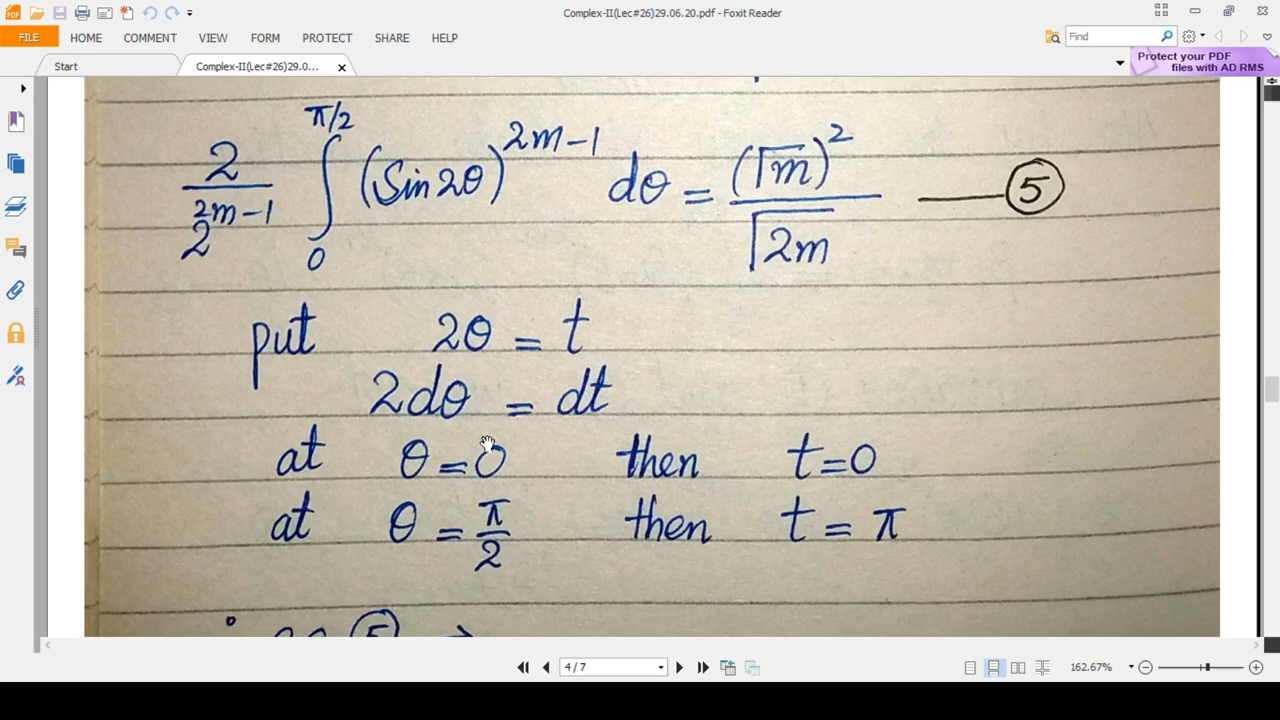 Complex-II(Lec#26)29.06.20.pdf - Foxit Reader
FILE HOME COMMENT VIEW FORM PROTECT SHARE HELP Find
Start Complex-II(Lec#26)29.0... Protect your PDF files with AD RMS
2/2^{2m-1} ∫_0^{π/2} (Sin2θ)^{2m-1} dθ = (Γm)^2/Γ2m —— ⑤
put 2θ = t
2dθ = dt
at θ = 0 then t = 0
at θ = π/2 then t = π
⑤ ⇒
4 / 7 162.67%